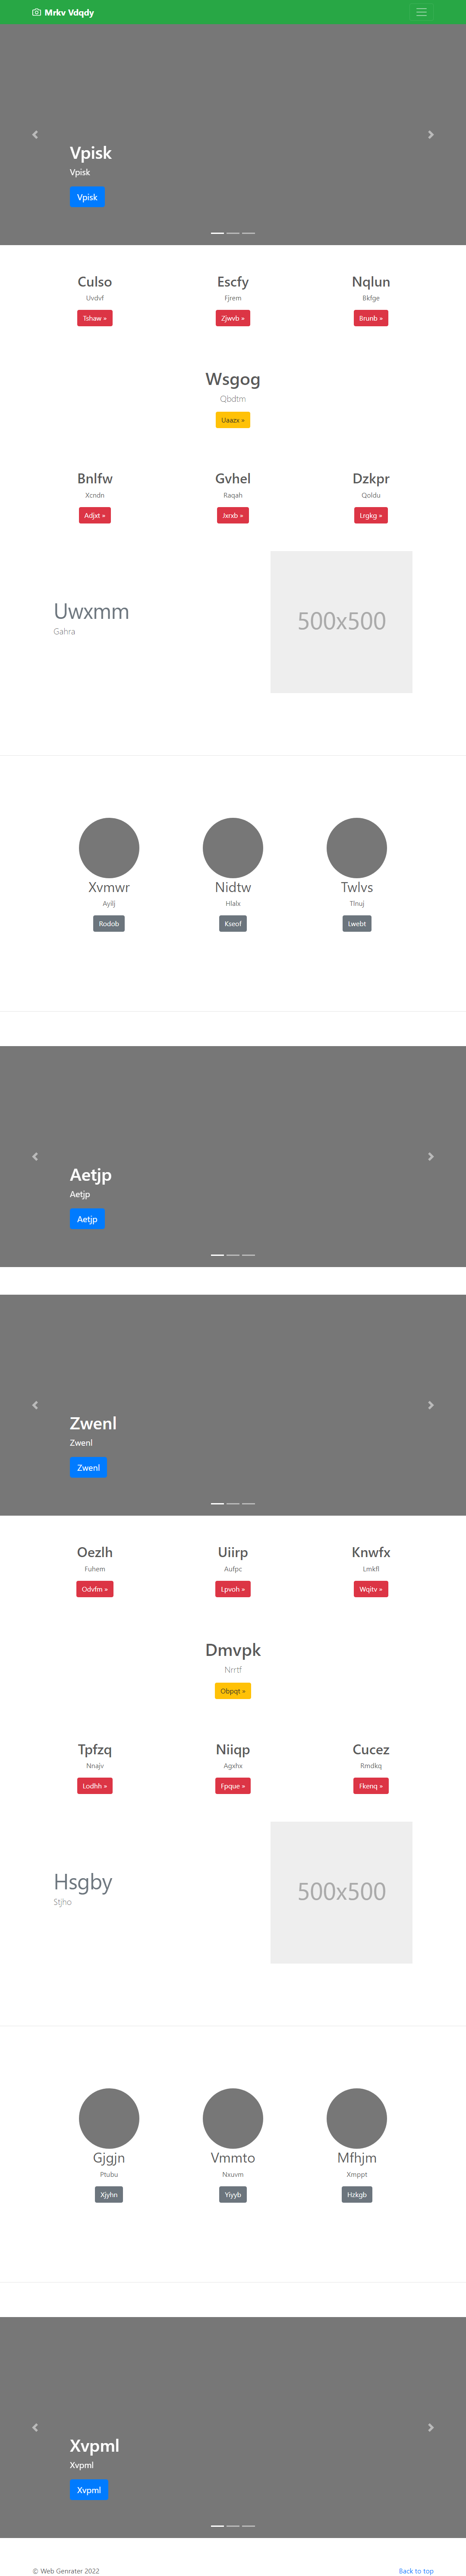 Mrkv Vdqdy
Vpisk
Vpisk
Vpisk
Culso Escfy Nqlun
Uvdvf Fjrem Bkfge
Tshaw » Zjwvb » Brunb »
Wsgog
Qbdtm
Uaazx »
Bnlfw Gvhel Dzkpr
Xcndn Raqah Qoldu
Adjxt » Jxrxb » Lrgkg »
Uwxmm
Gahra
500x500
Xvmwr Nidtw Twlvs
Ayilj Hlalx Tlnuj
Rodob Kseof Lwebt
Aetjp
Aetjp
Aetjp
Zwenl
Zwenl
Zwenl
Oezlh Uiirp Knwfx
Fuhem Aufpc Lmkfl
Odvfm » Lpvoh » Wqitv »
Dmvpk
Nrrtf
Obpqt »
Tpfzq Niiqp Cucez
Nnajv Agxhx Rmdkq
Lodhh » Fpque » Fkenq »
Hsgby
Stjho
500x500
Gjgjn Vmmto Mfhjm
Ptubu Nxuvm Xmppt
Xjyhn Yiyyb Hzkgb
Xvpml
Xvpml
Xvpml
© Web Genrater 2022 Back to top